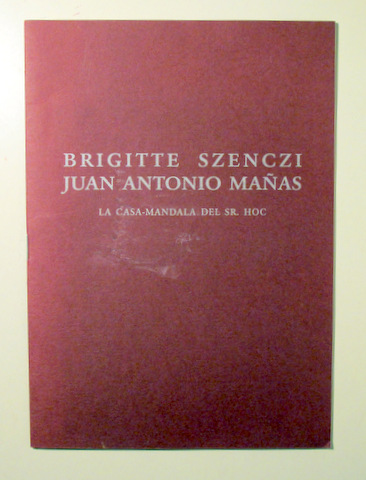 BRIGITTE SZENCZI
JUAN ANTONIO MAÑAS
LA CASA-MANDALA DEL SR. HOC